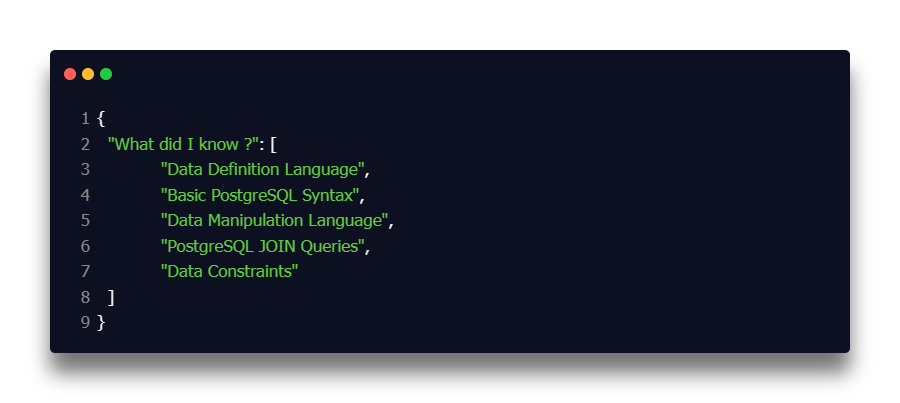 1 {
2 "What did I know ?": [
3 "Data Definition Language",
4 "Basic PostgreSQL Syntax",
5 "Data Manipulation Language",
6 "PostgreSQL JOIN Queries",
7 "Data Constraints"
8 ]
9 }